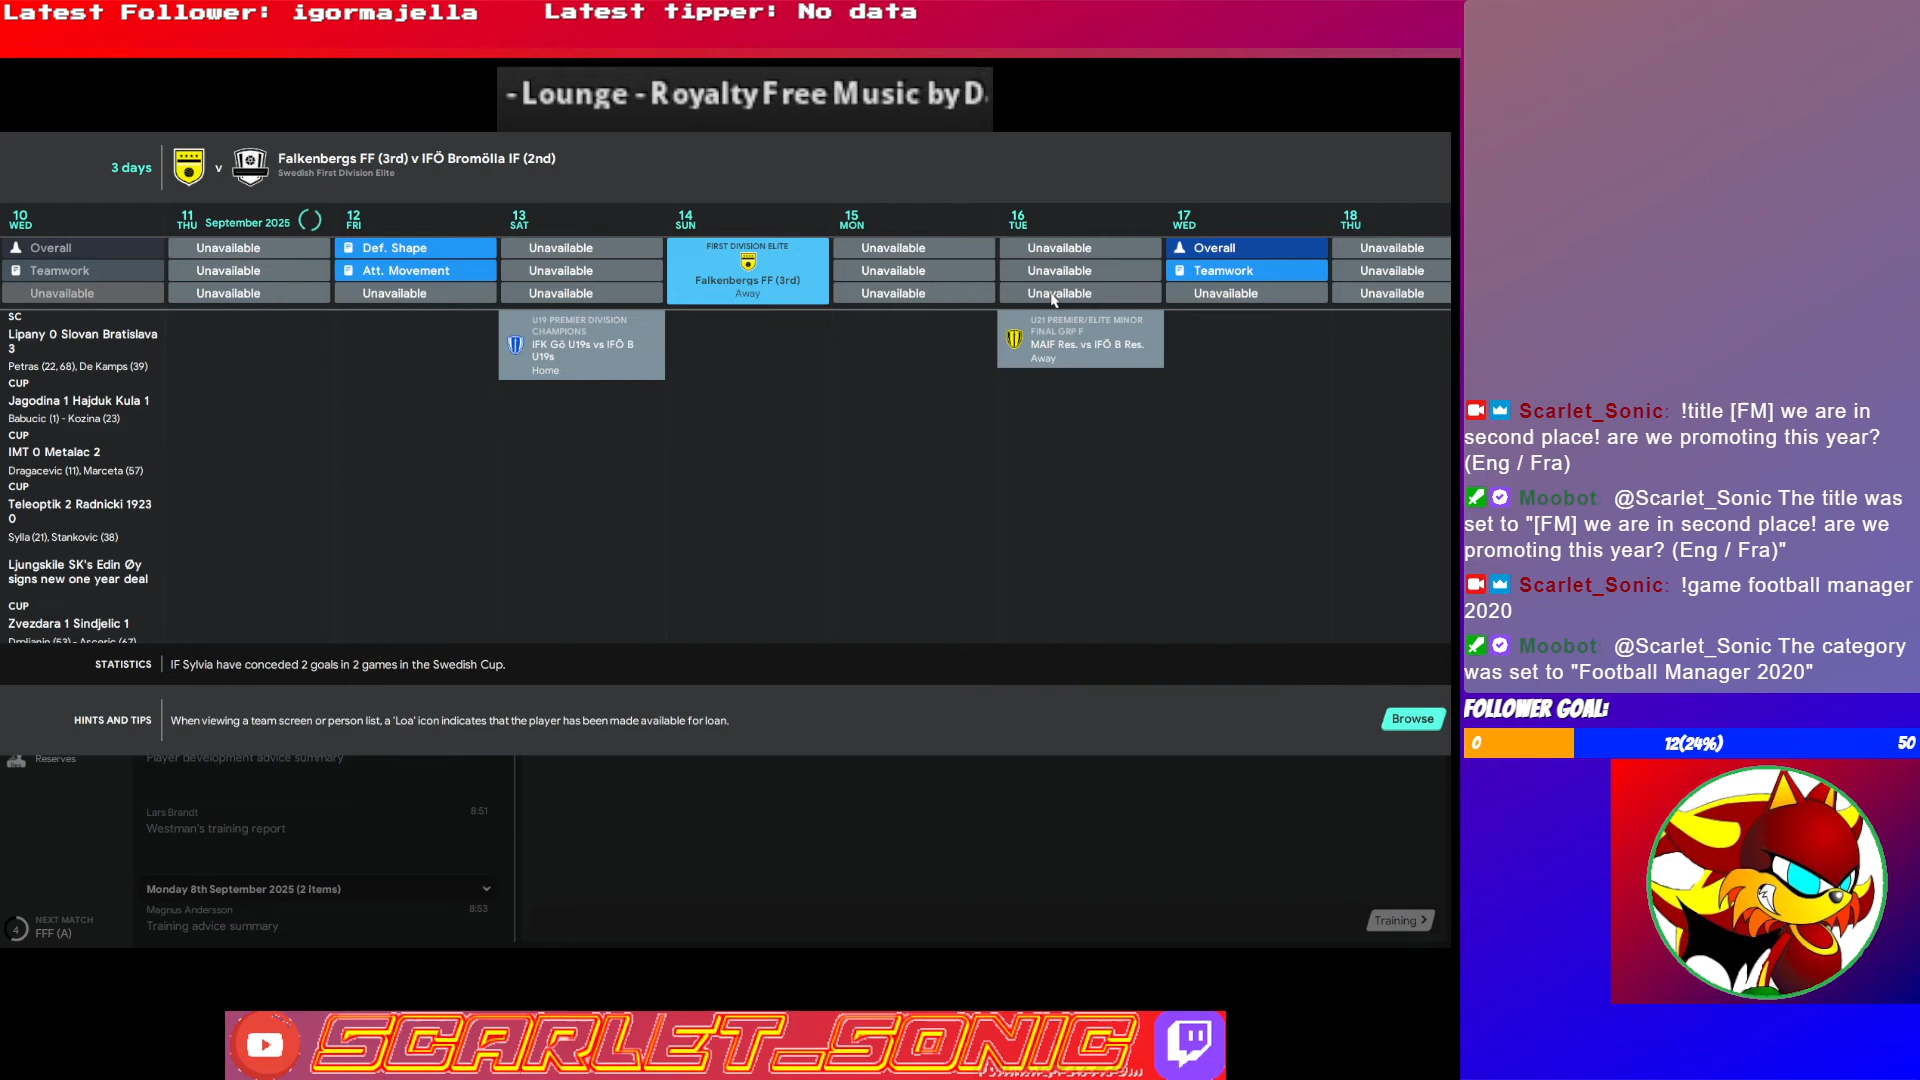 Latest Follower: igormajella
Latest tipper: No data
- Lounge - Royalty Free Music by D
3 days
v
Falkenbergs FF (3rd) v IFÖ Bromölla IF (2nd)
Swedish First Division Elite
10
WED
11
THU
September 2025
12
FRI
13
SAT
14
SUN
15
MON
16
TUE
17
WED
18
THU
Overall
Unavailable
Def. Shape
Unavailable
FIRST DIVISION ELITE
Unavailable
Unavailable
Overall
Unavailable
Teamwork
Unavailable
Att. Movement
Unavailable
Falkenbergs FF (3rd)
Unavailable
Unavailable
Teamwork
Unavailable
Unavailable
Unavailable
Unavailable
Unavailable
Away
Unavailable
Unavailable
Unavailable
Unavailable
U19 PREMIER DIVISION
CHAMPIONS
IFK Gö U19s vs IFÖ B
U19s
Home
U21 PREMIER/ELITE MINOR
FINAL GRP F
MAIF Res. vs IFÖ B Res.
Away
SC
Lipany 0 Slovan Bratislava
3
Petras (22, 68), De Kamps (39)
CUP
Jagodina 1 Hajduk Kula 1
Babucic (1) - Kozina (23)
CUP
IMT 0 Metalac 2
Dragacevic (11), Marceta (57)
CUP
Teleoptik 2 Radnicki 1923
0
Sylla (21), Stankovic (38)
Ljungskile SK's Edin Øy
signs new one year deal
CUP
Zvezdara 1 Sindjelic 1
STATISTICS
IF Sylvia have conceded 2 goals in 2 games in the Swedish Cup.
HINTS AND TIPS
When viewing a team screen or person list, a 'Loa' icon indicates that the player has been made available for loan.
Browse
Reserves
Player development advice summary
Lars Brandt
8:51
Westman's training report
Monday 8th September 2025 (2 items)
Magnus Andersson
8:53
Training advice summary
4
NEXT MATCH
FFF (A)
Training >
Scarlet_Sonic: !title [FM] we are in
second place! are we promoting this year?
(Eng / Fra)
Moobot: @Scarlet_Sonic The title was
set to "[FM] we are in second place! are we
promoting this year? (Eng / Fra)"
Scarlet_Sonic: !game football manager
2020
Moobot: @Scarlet_Sonic The category
was set to "Football Manager 2020"
FOLLOWER GOAL:
0
12(24%)
50
SCARLET_SONIC